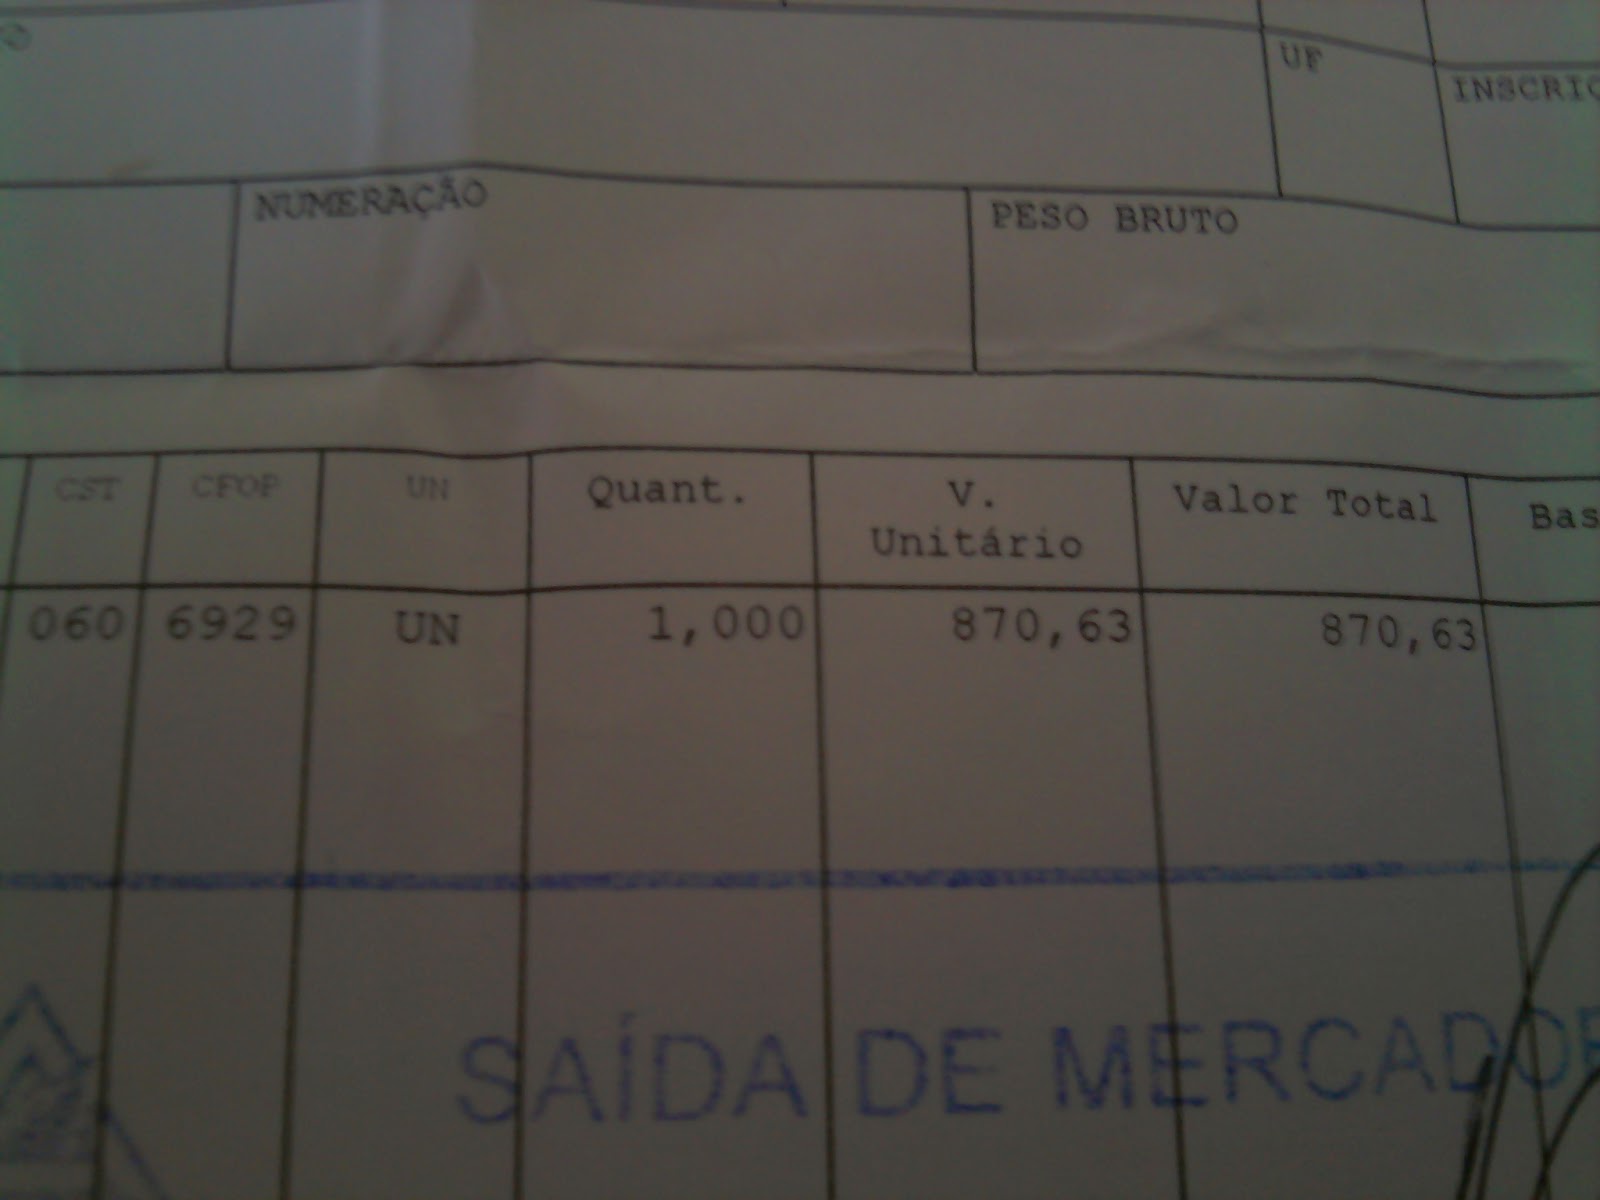 UF
INSCRIÇ
NUMERAÇÃO
PESO BRUTO
CST CFOP UN Quant. V. Unitário Valor Total Bas
060 6929 UN 1,000 870,63 870,63
SAÍDA DE MERCADOR